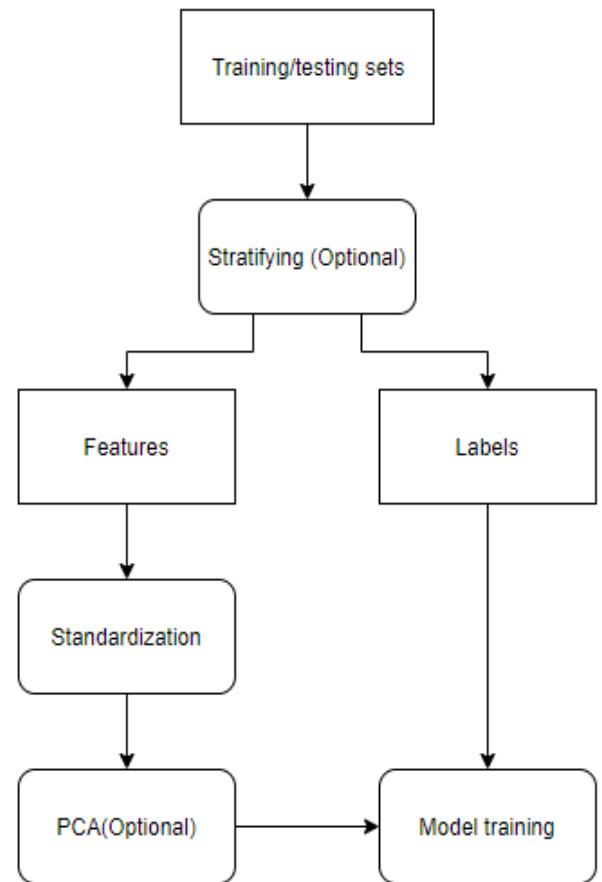 Training/testing sets
Stratifying (Optional)
Features
Labels
Standardization
PCA(Optional)
Model training